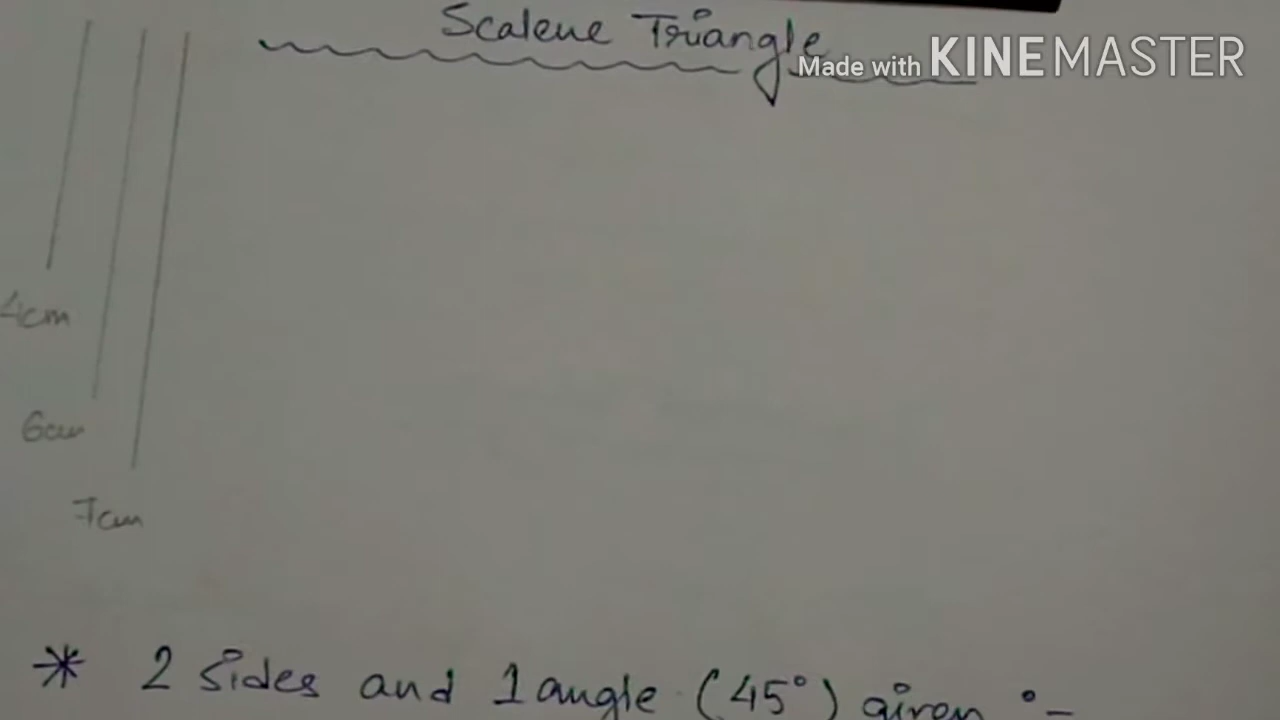 Scalene Triangle
Made with KINEMASTER
4cm
6cm
7cm
* 2 sides and 1 angle (45°) given :-